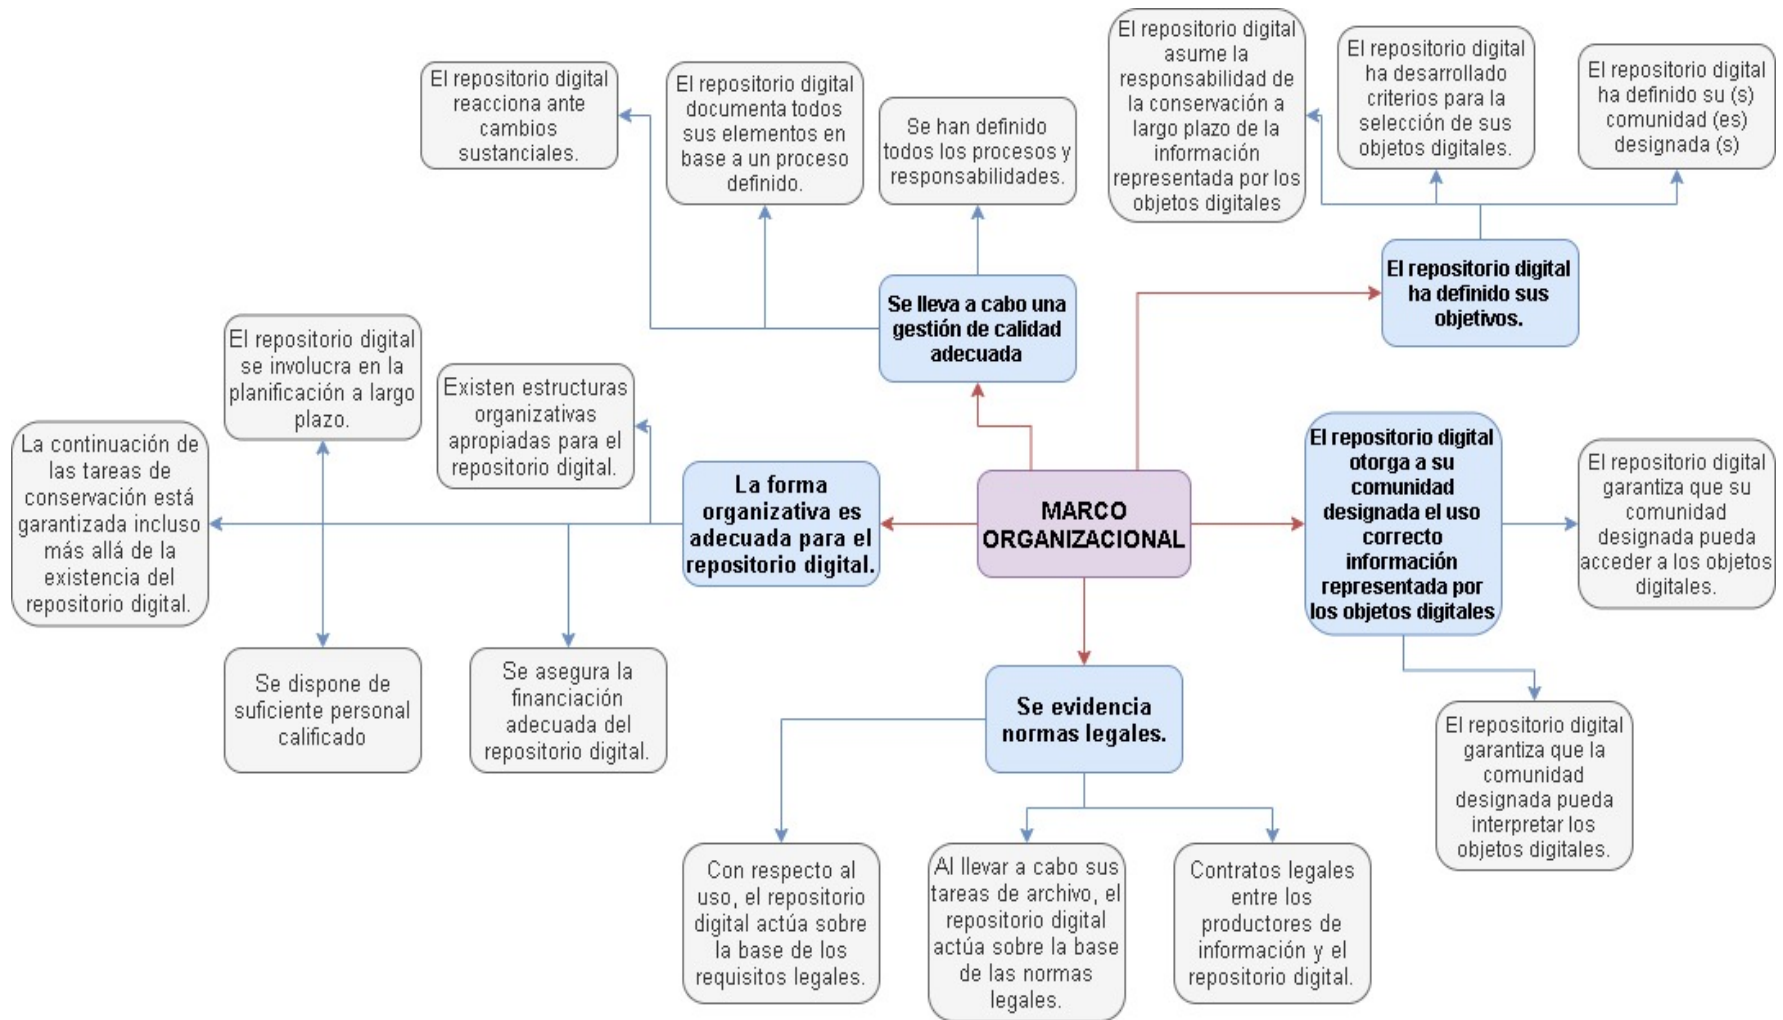 El repositorio digital
reacciona ante
cambios
sustanciales.
El repositorio digital
documenta todos
sus elementos en
base a un proceso
definido.
Se han definido
todos los procesos y
responsabilidades.
El repositorio digital
asume la
responsabilidad de
la conservación a
largo plazo de la
información
representada por los
objetos digitales
El repositorio digital
ha desarrollado
criterios para la
selección de sus
objetos digitales.
El repositorio digital
ha definido su (s)
comunidad (es)
designada (s)
Se lleva a cabo una
gestión de calidad
adecuada
El repositorio digital
ha definido sus
objetivos.
El repositorio digital
se involucra en la
planificación a largo
plazo.
Existen estructuras
organizativas
apropiadas para el
repositorio digital.
La continuación de
las tareas de
conservación está
garantizada incluso
más allá de la
existencia del
repositorio digital.
La forma
organizativa es
adecuada para el
repositorio digital.
MARCO
ORGANIZACIONAL
El repositorio digital
otorga a su
comunidad
designada el uso
correcto
información
representada por
los objetos digitales
El repositorio digital
garantiza que su
comunidad
designada pueda
acceder a los objetos
digitales.
Se dispone de
suficiente personal
calificado
Se asegura la
financiación
adecuada del
repositorio digital.
Se evidencia
normas legales.
El repositorio digital
garantiza que la
comunidad
designada pueda
interpretar los
objetos digitales.
Con respecto al
uso, el repositorio
digital actúa sobre
la base de los
requisitos legales.
Al llevar a cabo sus
tareas de archivo, el
repositorio digital
actúa sobre la base
de las normas
legales.
Contratos legales
entre los
productores de
información y el
repositorio digital.